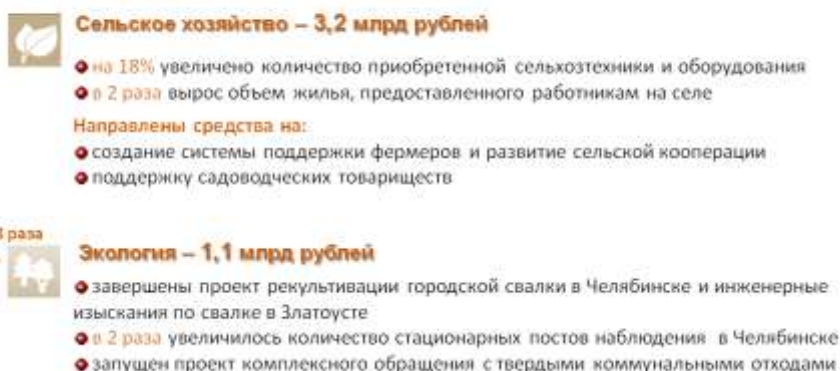 Сельское хозяйство – 3,2 млрд рублей
на 18% увеличено количество приобретенной сельхозтехники и оборудования
в 2 раза вырос объем жилья, предоставленного работникам на селе
Направлены средства на:
создание системы поддержки фермеров и развитие сельской кооперации
поддержку садоводческих товариществ
раза
Экология – 1,1 млрд рублей
завершены проект рекультивации городской свалки в Челябинске и инженерные
изыскания по свалке в Златоусте
в 2 раза увеличилось количество стационарных постов наблюдения в Челябинске
запущен проект комплексного обращения с твердыми коммунальными отходами